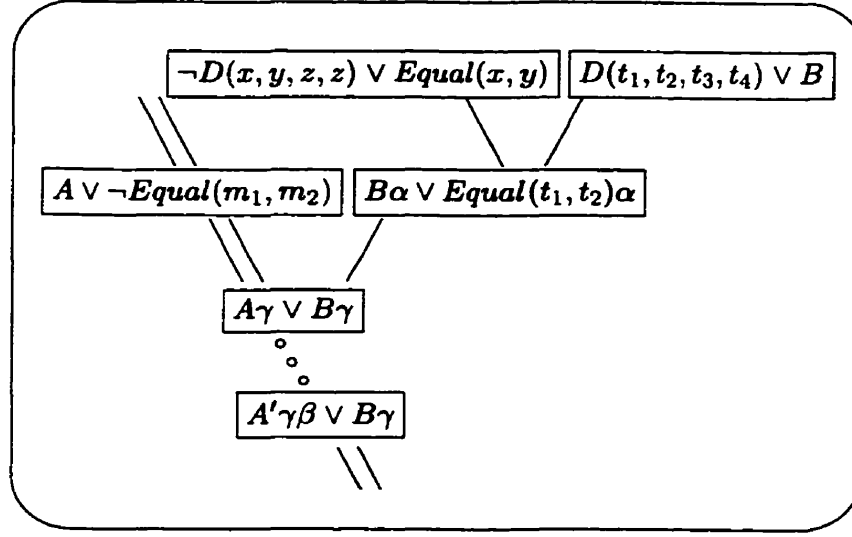 ¬D(x, y, z, z) ∨ Equal(x, y) D(t₁, t₂, t₃, t₄) ∨ B
A ∨ ¬Equal(m₁, m₂) Bα ∨ Equal(t₁, t₂)α
Aγ ∨ Bγ
A′γβ ∨ Bγ